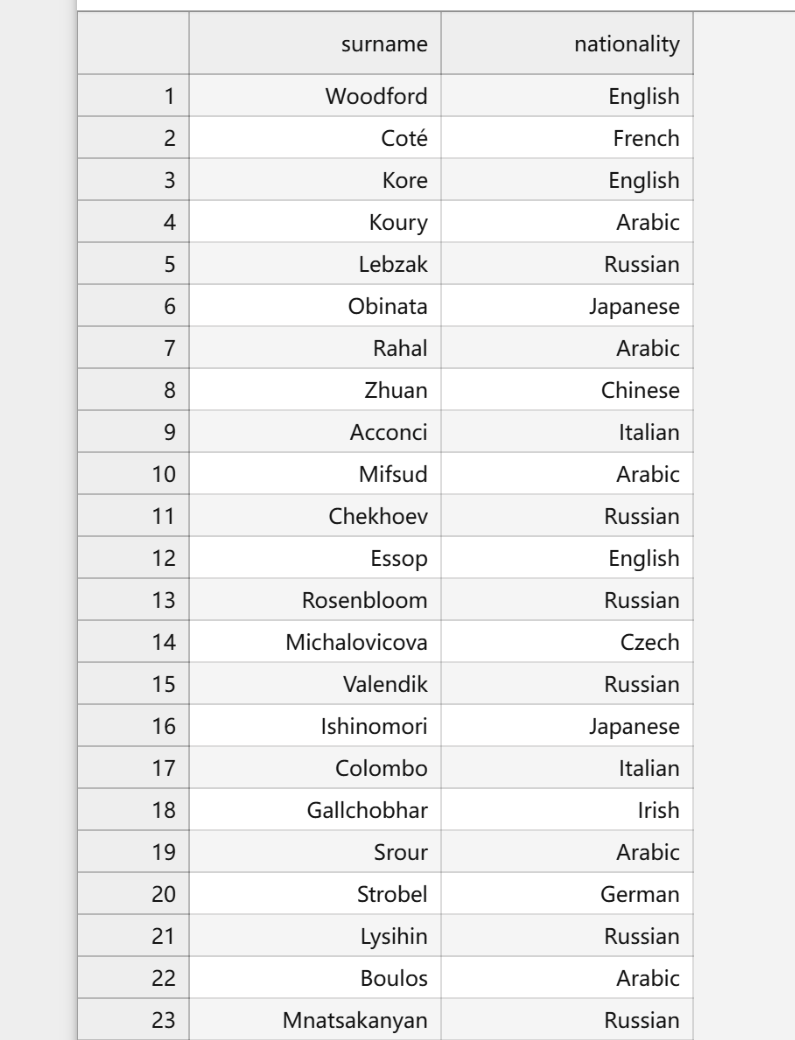 surname nationality
1 Woodford English
2 Coté French
3 Kore English
4 Koury Arabic
5 Lebzak Russian
6 Obinata Japanese
7 Rahal Arabic
8 Zhuan Chinese
9 Acconci Italian
10 Mifsud Arabic
11 Chekhoev Russian
12 Essop English
13 Rosenbloom Russian
14 Michalovicova Czech
15 Valendik Russian
16 Ishinomori Japanese
17 Colombo Italian
18 Gallchobhar Irish
19 Srour Arabic
20 Strobel German
21 Lysihin Russian
22 Boulos Arabic
23 Mnatsakanyan Russian